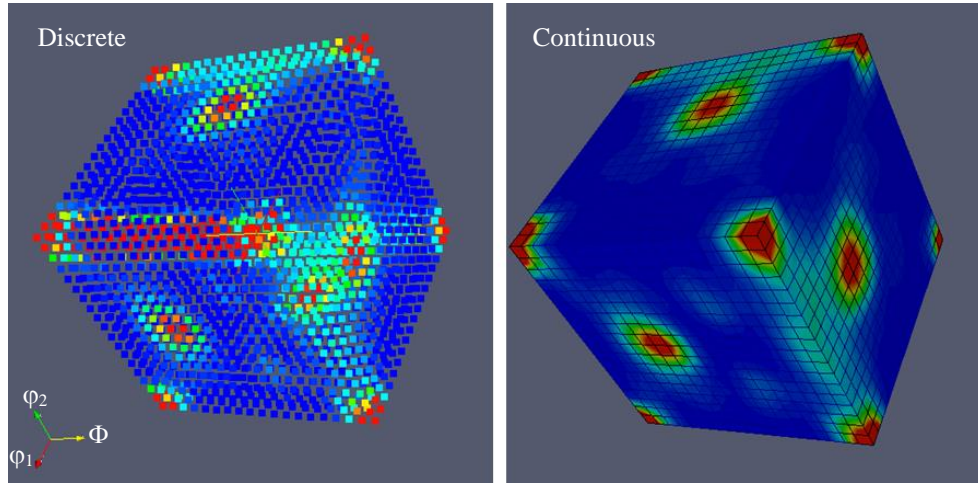 Discrete
Continuous
φ2
Φ
φ1